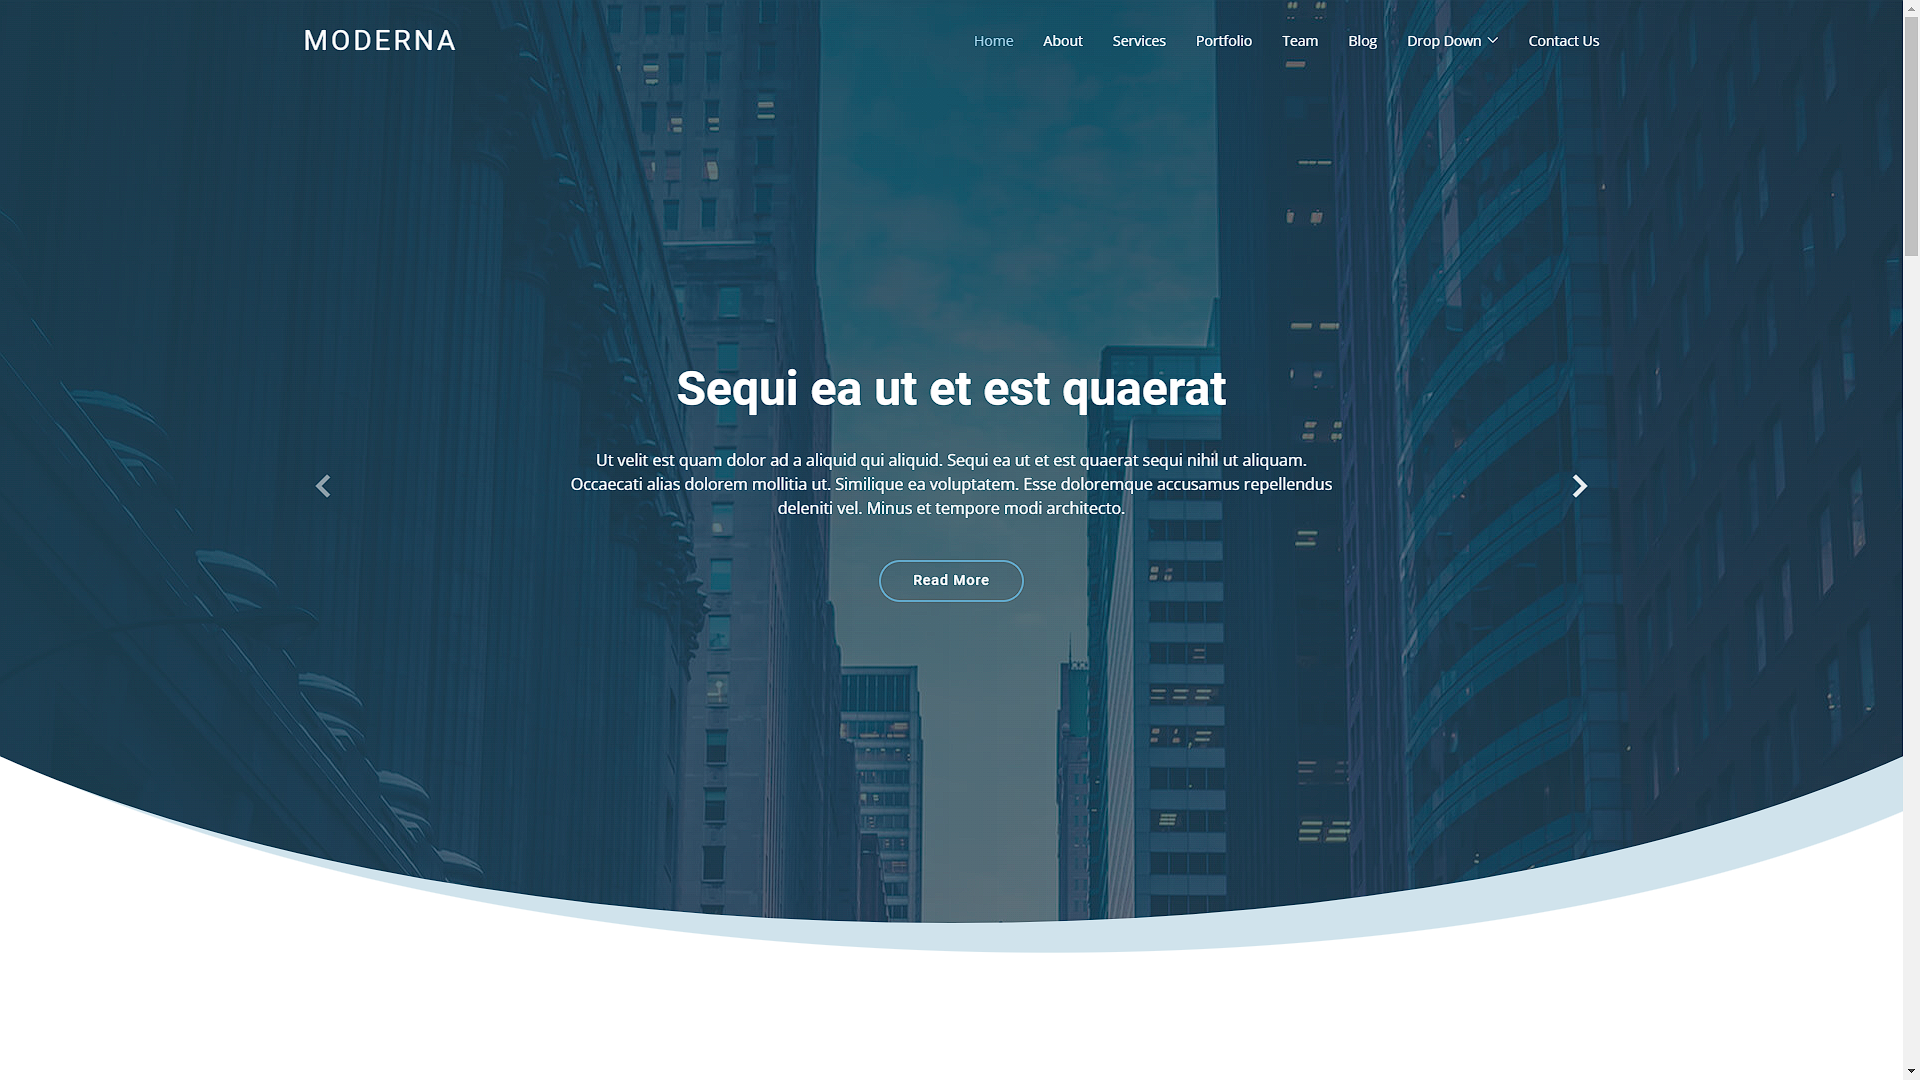 MODERNA
Home About Services Portfolio Team Blog Drop Down Contact Us
Sequi ea ut et est quaerat
Ut velit est quam dolor ad a aliquid qui aliquid. Sequi ea ut et est quaerat sequi nihil ut aliquam.
Occaecati alias dolorem mollitia ut. Similique ea voluptatem. Esse doloremque accusamus repellendus
deleniti vel. Minus et tempore modi architecto.
Read More